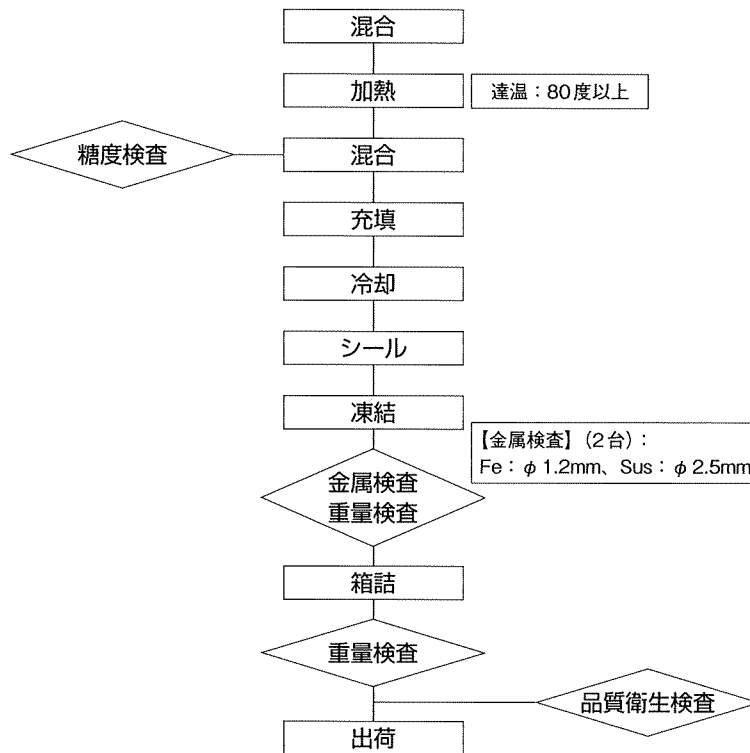 混合
加熱
達温：80度以上
糖度検査
混合
充填
冷却
シール
凍結
【金属検査】（2台）：
Fe：φ1.2mm、Sus：φ2.5mm
金属検査
重量検査
箱詰
重量検査
品質衛生検査
出荷